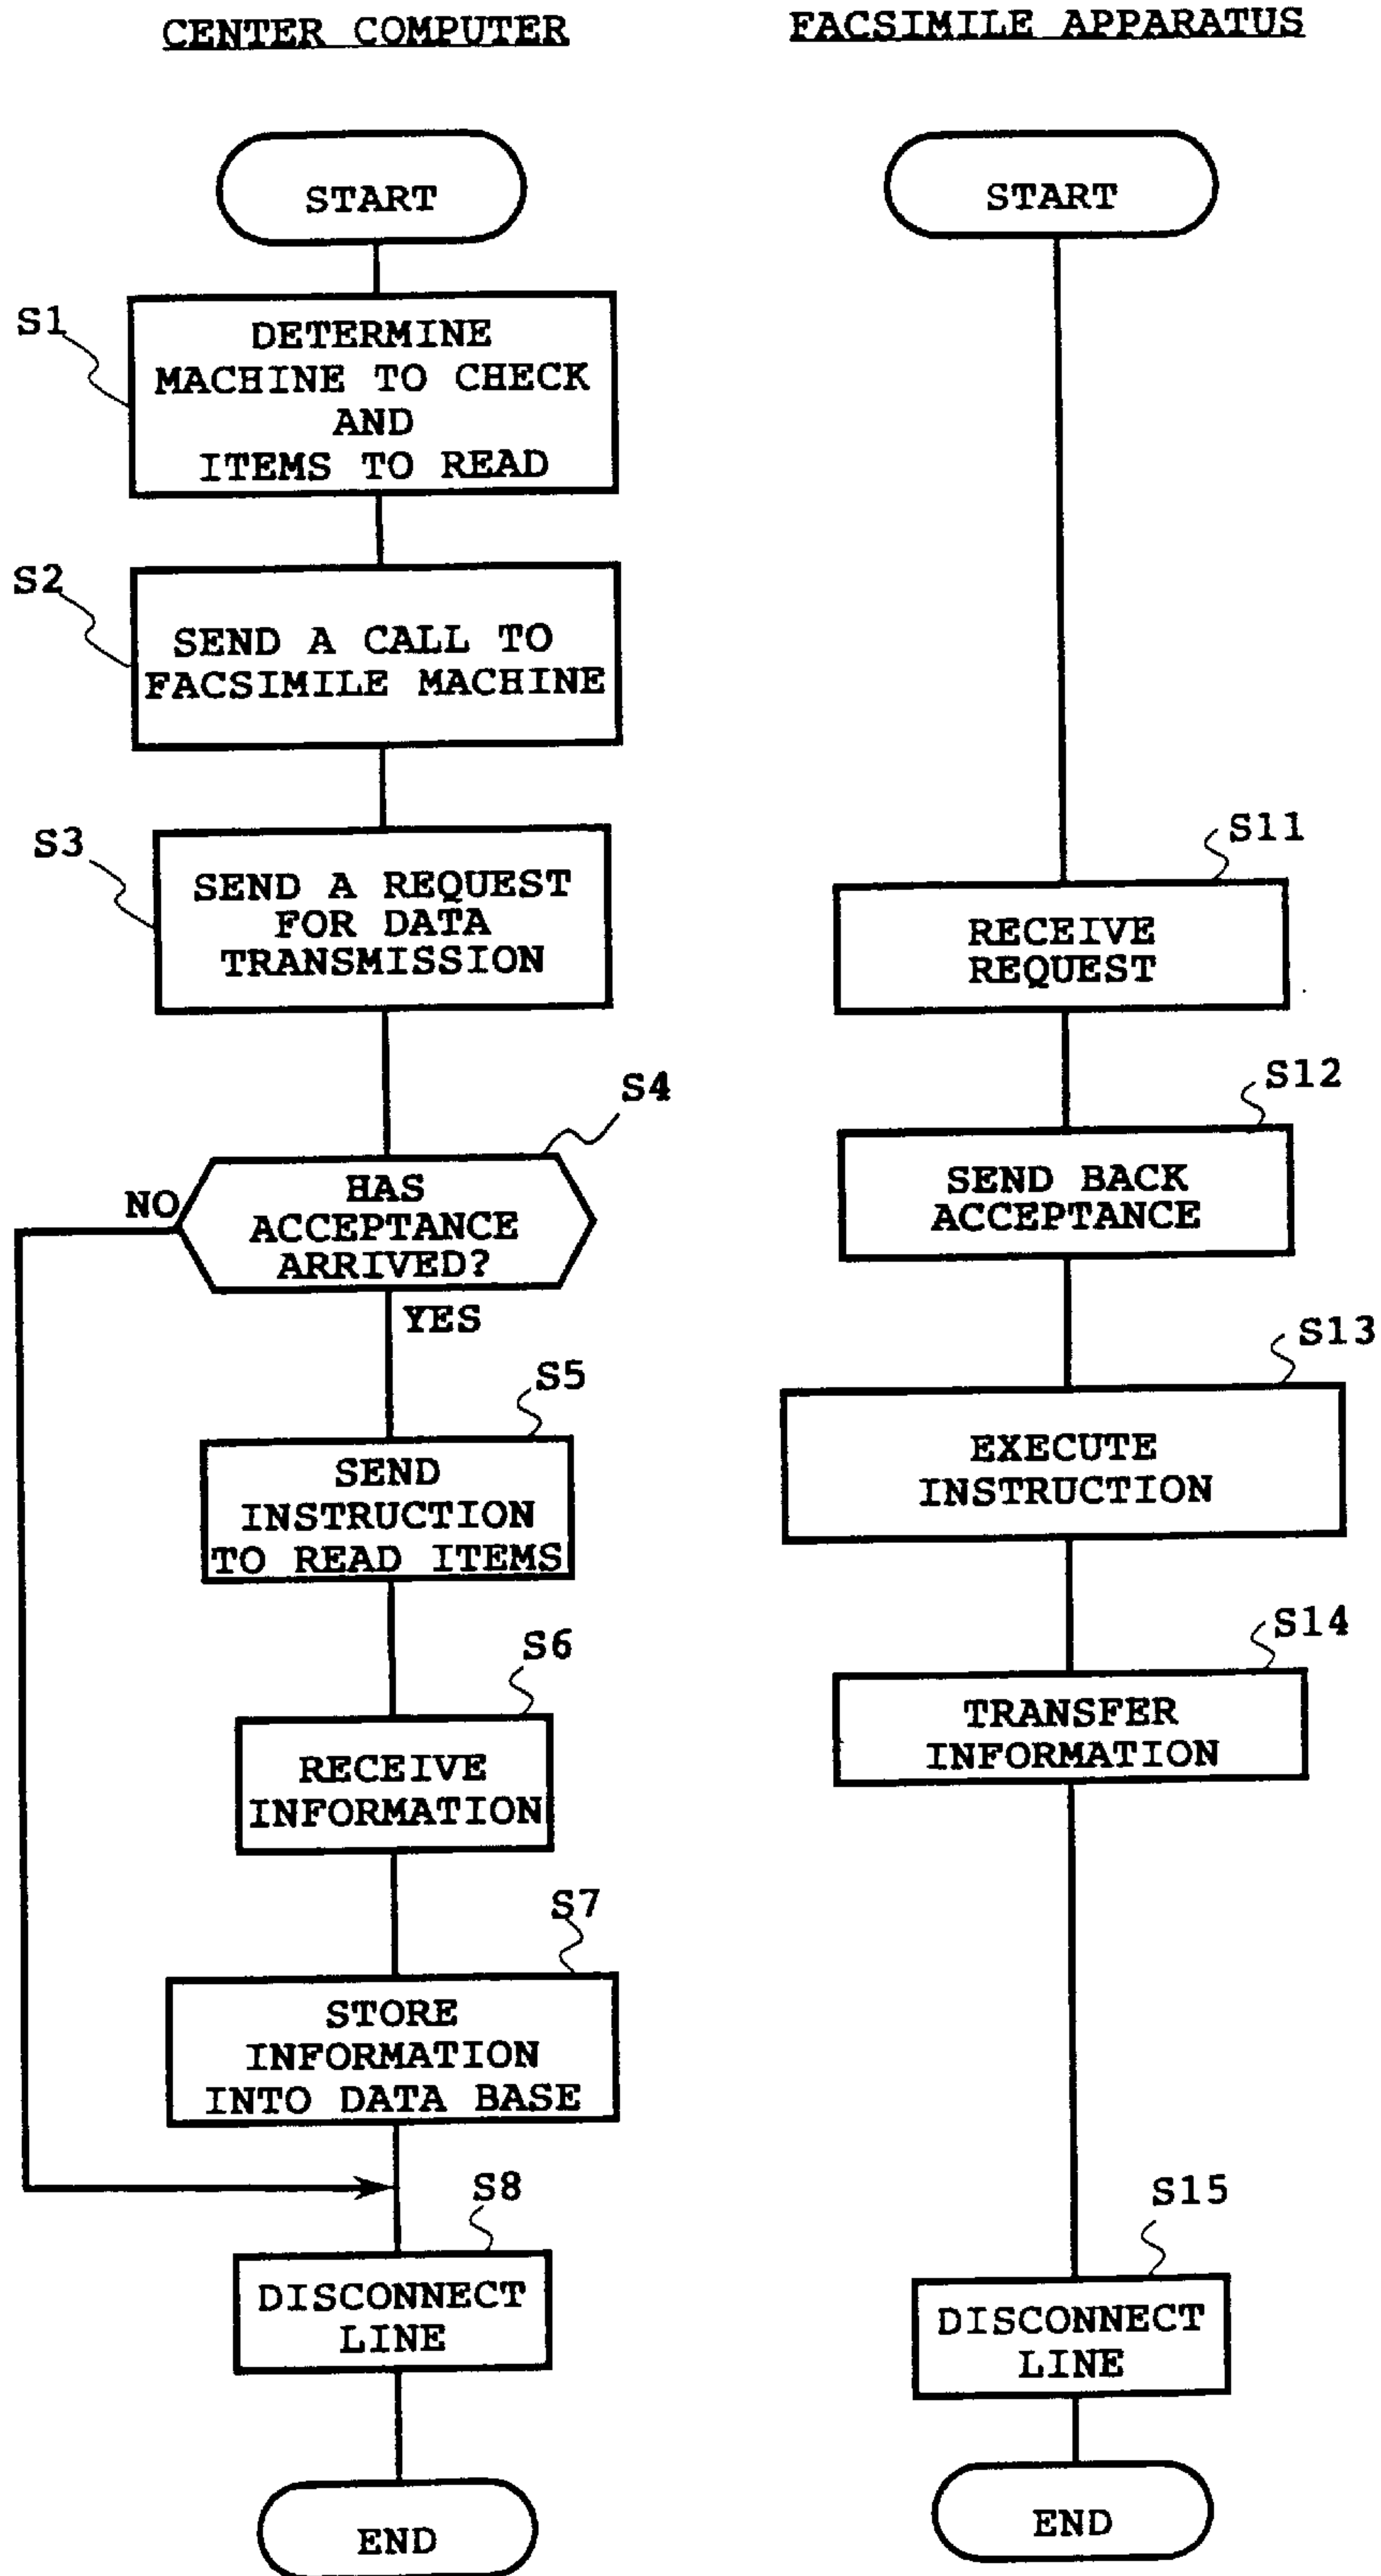 CENTER COMPUTER
START
S1
DETERMINE
MACHINE TO CHECK
AND
ITEMS TO READ
S2
SEND A CALL TO
FACSIMILE MACHINE
S3
SEND A REQUEST
FOR DATA
TRANSMISSION
S4
HAS
ACCEPTANCE
ARRIVED?
NO
YES
S5
SEND
INSTRUCTION
TO READ ITEMS
S6
RECEIVE
INFORMATION
S7
STORE
INFORMATION
INTO DATA BASE
S8
DISCONNECT
LINE
END
FACSIMILE APPARATUS
START
S11
RECEIVE
REQUEST
S12
SEND BACK
ACCEPTANCE
S13
EXECUTE
INSTRUCTION
S14
TRANSFER
INFORMATION
S15
DISCONNECT
LINE
END